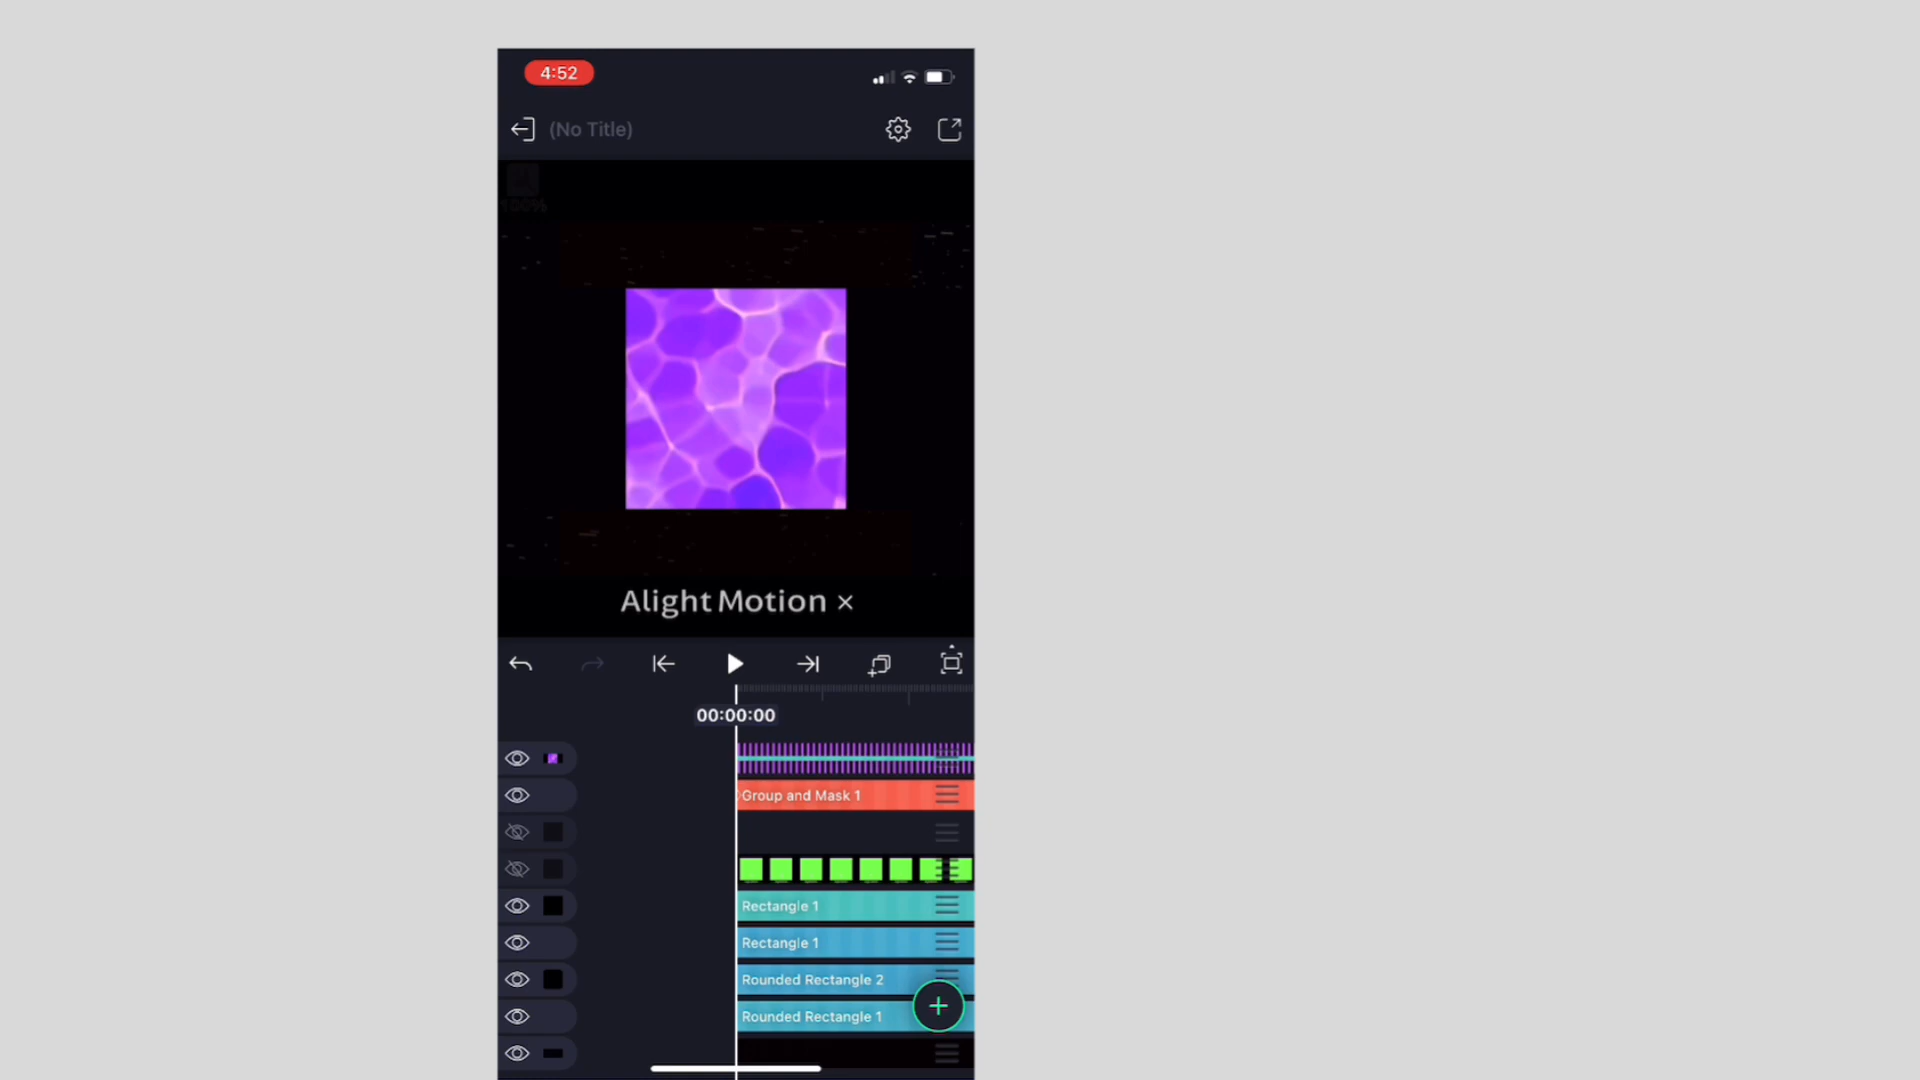 4:52
(No Title)
100%
Alight Motion ×
00:00:00
Group and Mask 1
Rectangle 1
Rectangle 1
Rounded Rectangle 2
Rounded Rectangle 1